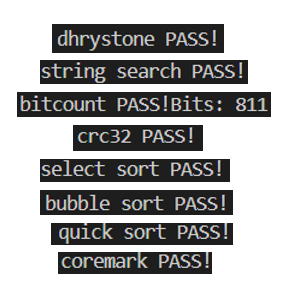 dhrystone PASS!
string search PASS!
bitcount PASS!Bits: 811
crc32 PASS!
select sort PASS!
bubble sort PASS!
quick sort PASS!
coremark PASS!